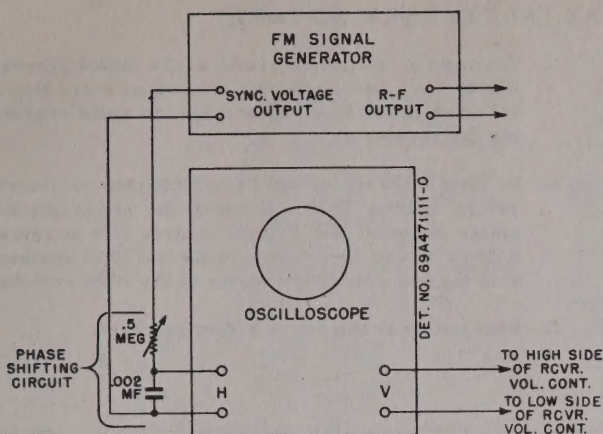 FM SIGNAL
GENERATOR
SYNC. VOLTAGE
OUTPUT
R-F
OUTPUT
DET. NO. 69A471111-0
OSCILLOSCOPE
.5
MEG
PHASE
SHIFTING
CIRCUIT
.002
MF
H
V
TO HIGH SIDE
OF RCVR.
VOL. CONT.
TO LOW SIDE
OF RCVR.
VOL. CONT.